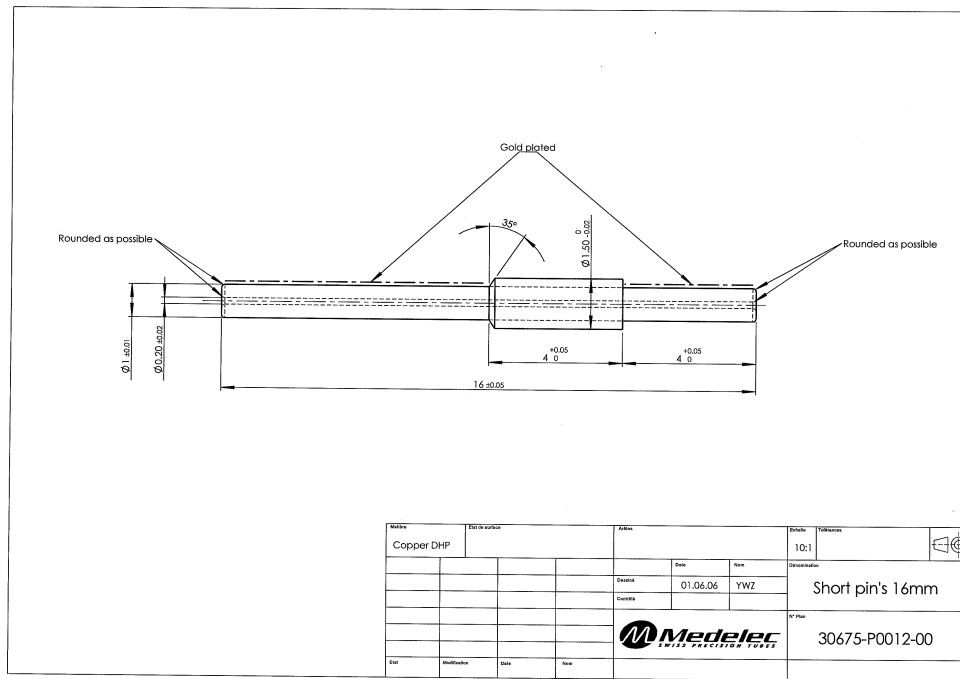 Gold plated
35°
Ø1.50 0 -0.02
Rounded as possible
Rounded as possible
Ø1 ±0.01
Ø0.20 ±0.02
4 +0.05 0
4 +0.05 0
16 ±0.05
Matière
Etat de surface
Arêtes
Echelle
Tolérances
Copper DHP
10:1
Date
Nom
Dénomination
Dessiné
01.06.06
YWZ
Short pin's 16mm
Contrôlé
N° Plan
Medelec
SWISS PRECISION TUBES
30675-P0012-00
Etat
Modification
Date
Nom